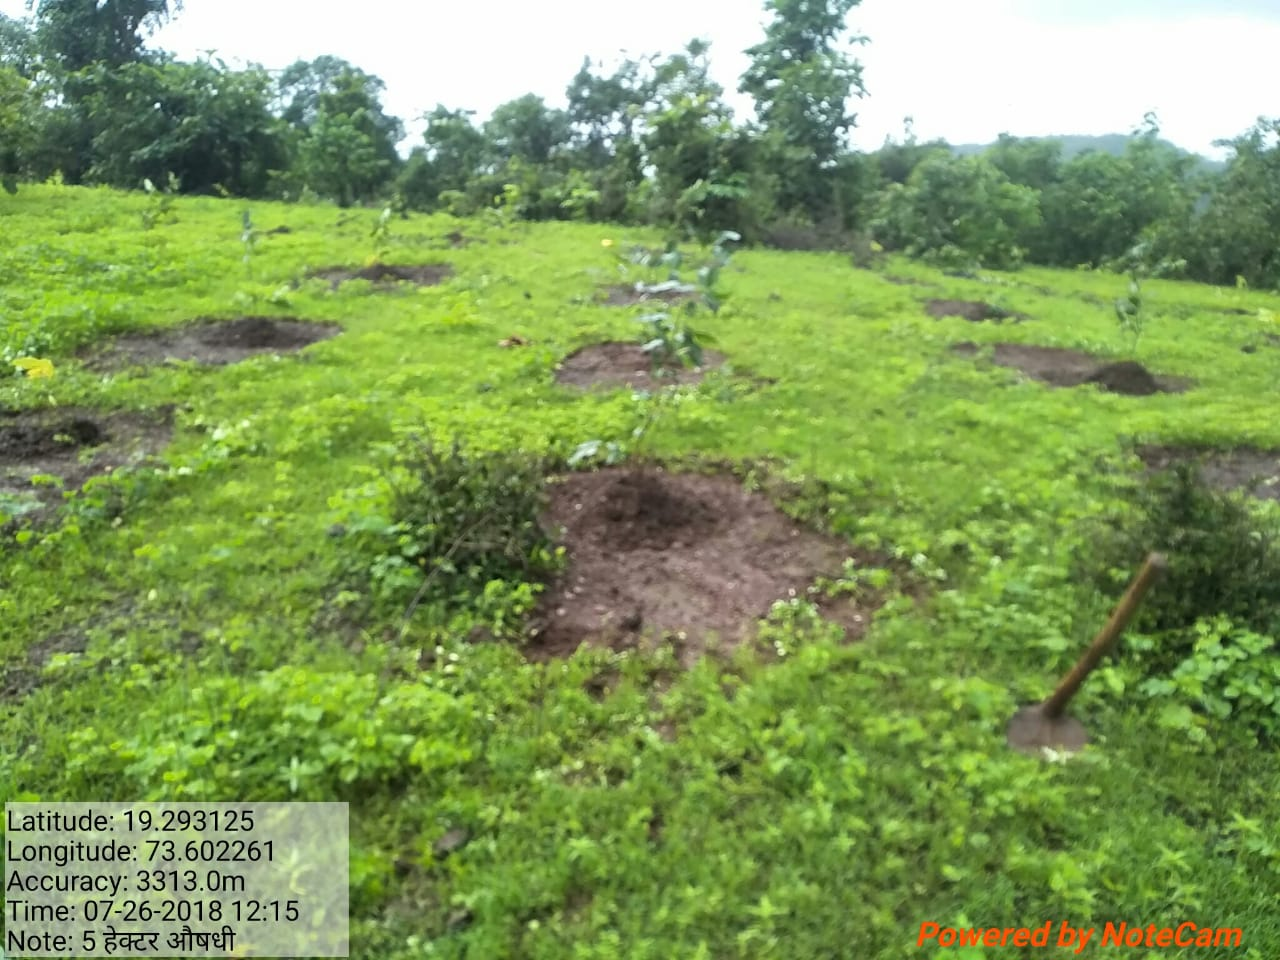 Latitude: 19.293125
Longitude: 73.602261
Accuracy: 3313.0m
Time: 07-26-2018 12:15
Note: 5 हेक्टर औषधी
Powered by NoteCam